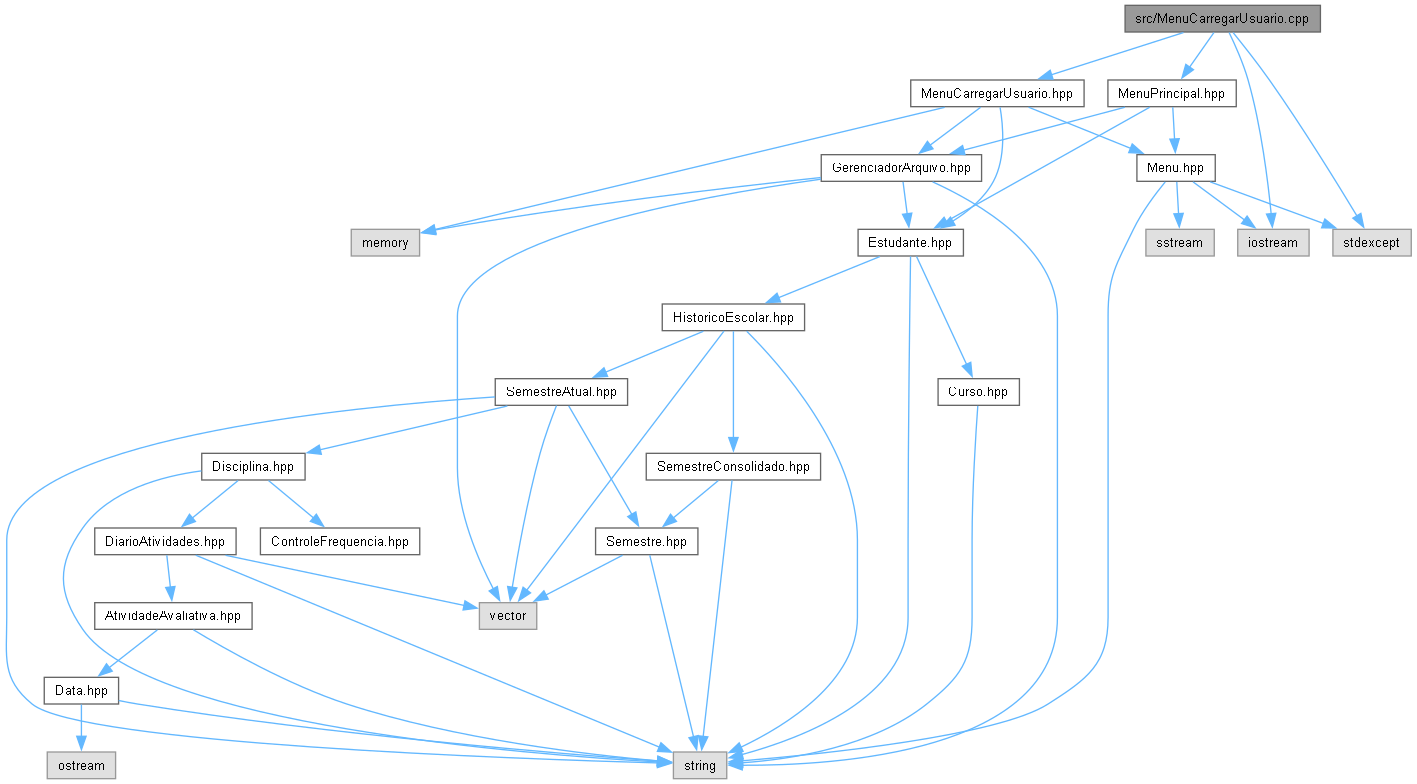 src/MenuCarregarUsuario.cpp
MenuCarregarUsuario.hpp
MenuPrincipal.hpp
GerenciadorArquivo.hpp
Menu.hpp
memory
Estudante.hpp
sstream
iostream
stdexcept
HistoricoEscolar.hpp
SemestreAtual.hpp
Curso.hpp
Disciplina.hpp
SemestreConsolidado.hpp
DiarioAtividades.hpp
ControleFrequencia.hpp
Semestre.hpp
AtividadeAvaliativa.hpp
vector
Data.hpp
ostream
string